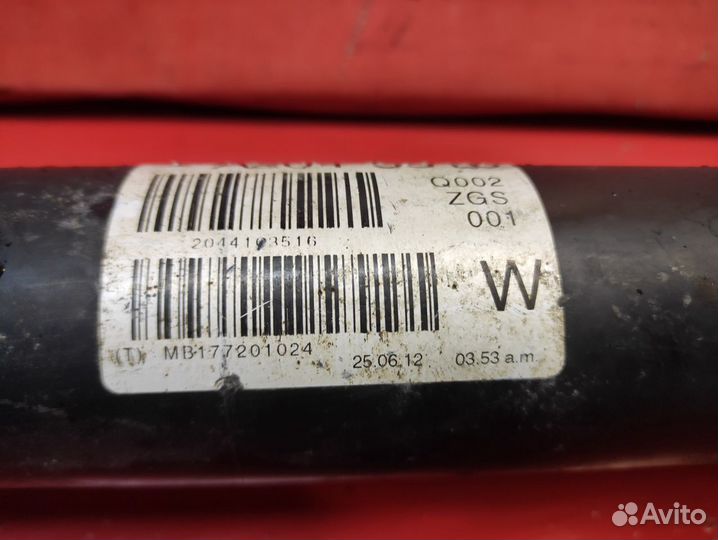 Q002
ZGS
001
2044103516
W
(T) MB177201024 25.06.12 03.53 a.m.
Avito